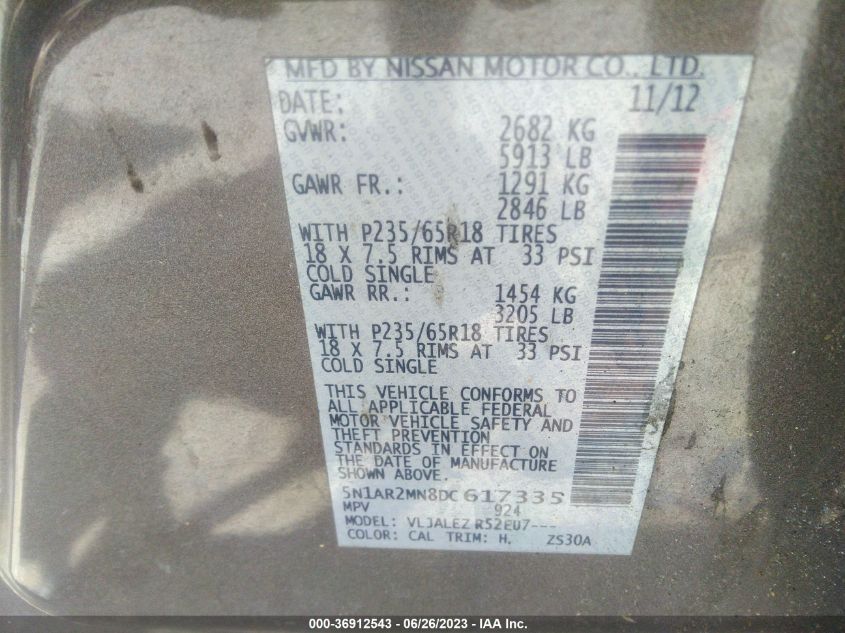 MFD BY NISSAN MOTOR CO., LTD.
DATE: 11/12
GVWR: 2682 KG
5913 LB
GAWR FR.: 1291 KG
2846 LB
WITH P235/65R18 TIRES
18 X 7.5 RIMS AT 33 PSI
COLD SINGLE
GAWR RR.: 1454 KG
3205 LB
WITH P235/65R18 TIRES
18 X 7.5 RIMS AT 33 PSI
COLD SINGLE
THIS VEHICLE CONFORMS TO
ALL APPLICABLE FEDERAL
MOTOR VEHICLE SAFETY AND
THEFT PREVENTION
STANDARDS IN EFFECT ON
THE DATE OF MANUFACTURE
SHOWN ABOVE.
5N1AR2MN8DC617335
MPV 924
MODEL: VLJALEZ R52EU7---
COLOR: CAL TRIM: H, ZS30A
000-36912543 - 06/26/2023 - IAA Inc.